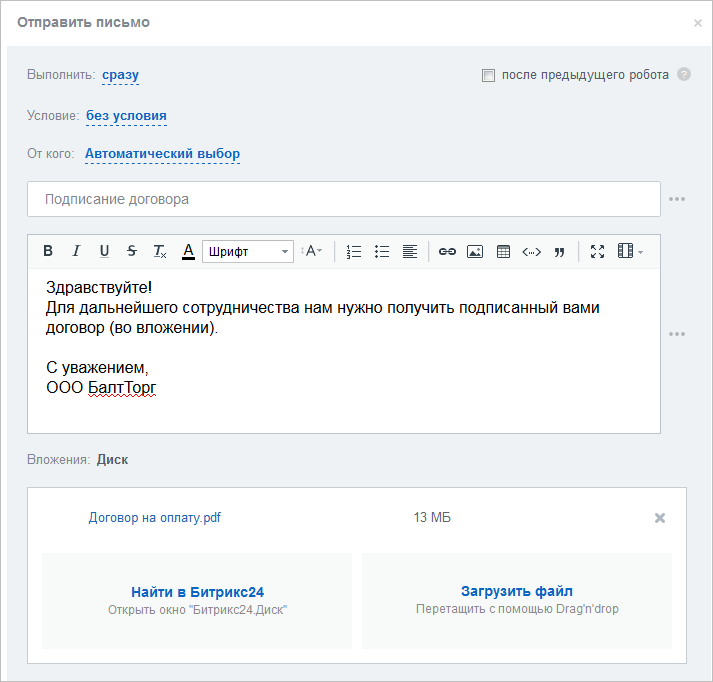 Отправить письмо ×
Выполнить: сразу после предыдущего робота ?
Условие: без условия
От кого: Автоматический выбор
Подписание договора
B I U S Tx A Шрифт A
Здравствуйте!
Для дальнейшего сотрудничества нам нужно получить подписанный вами
договор (во вложении).
С уважением,
ООО БалтТорг
Вложения: Диск
Договор на оплату.pdf 13 МБ
Найти в Битрикс24 Загрузить файл
Открыть окно "Битрикс24.Диск" Перетащить с помощью Drag'n'drop